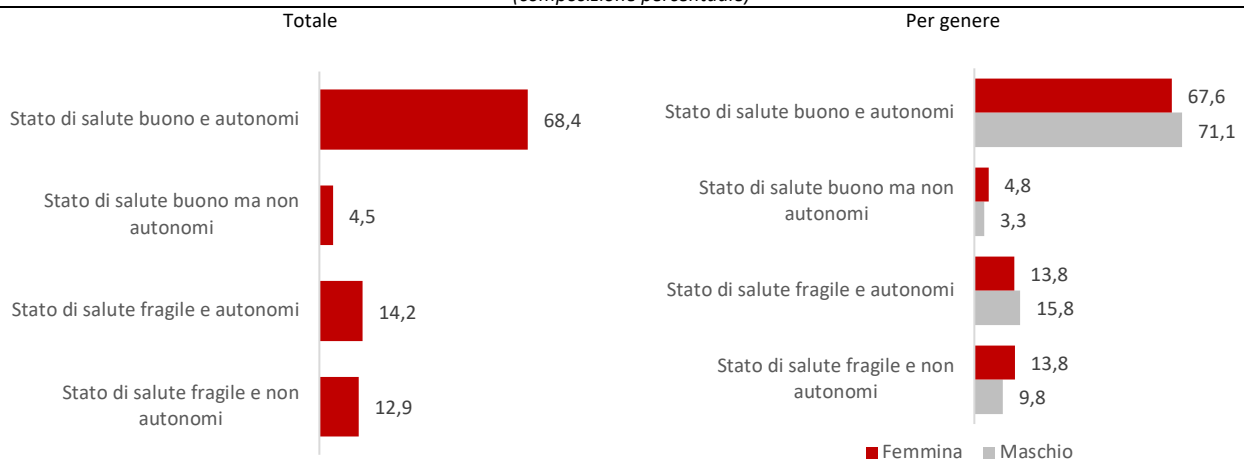 (composizione percentuale)
Totale
Stato di salute buono e autonomi
68,4
Stato di salute buono ma non
autonomi
4,5
Stato di salute fragile e autonomi
14,2
Stato di salute fragile e non
autonomi
12,9
Per genere
Stato di salute buono e autonomi
67,6
71,1
Stato di salute buono ma non
autonomi
4,8
3,3
Stato di salute fragile e autonomi
13,8
15,8
Stato di salute fragile e non
autonomi
13,8
9,8
Femmina Maschio